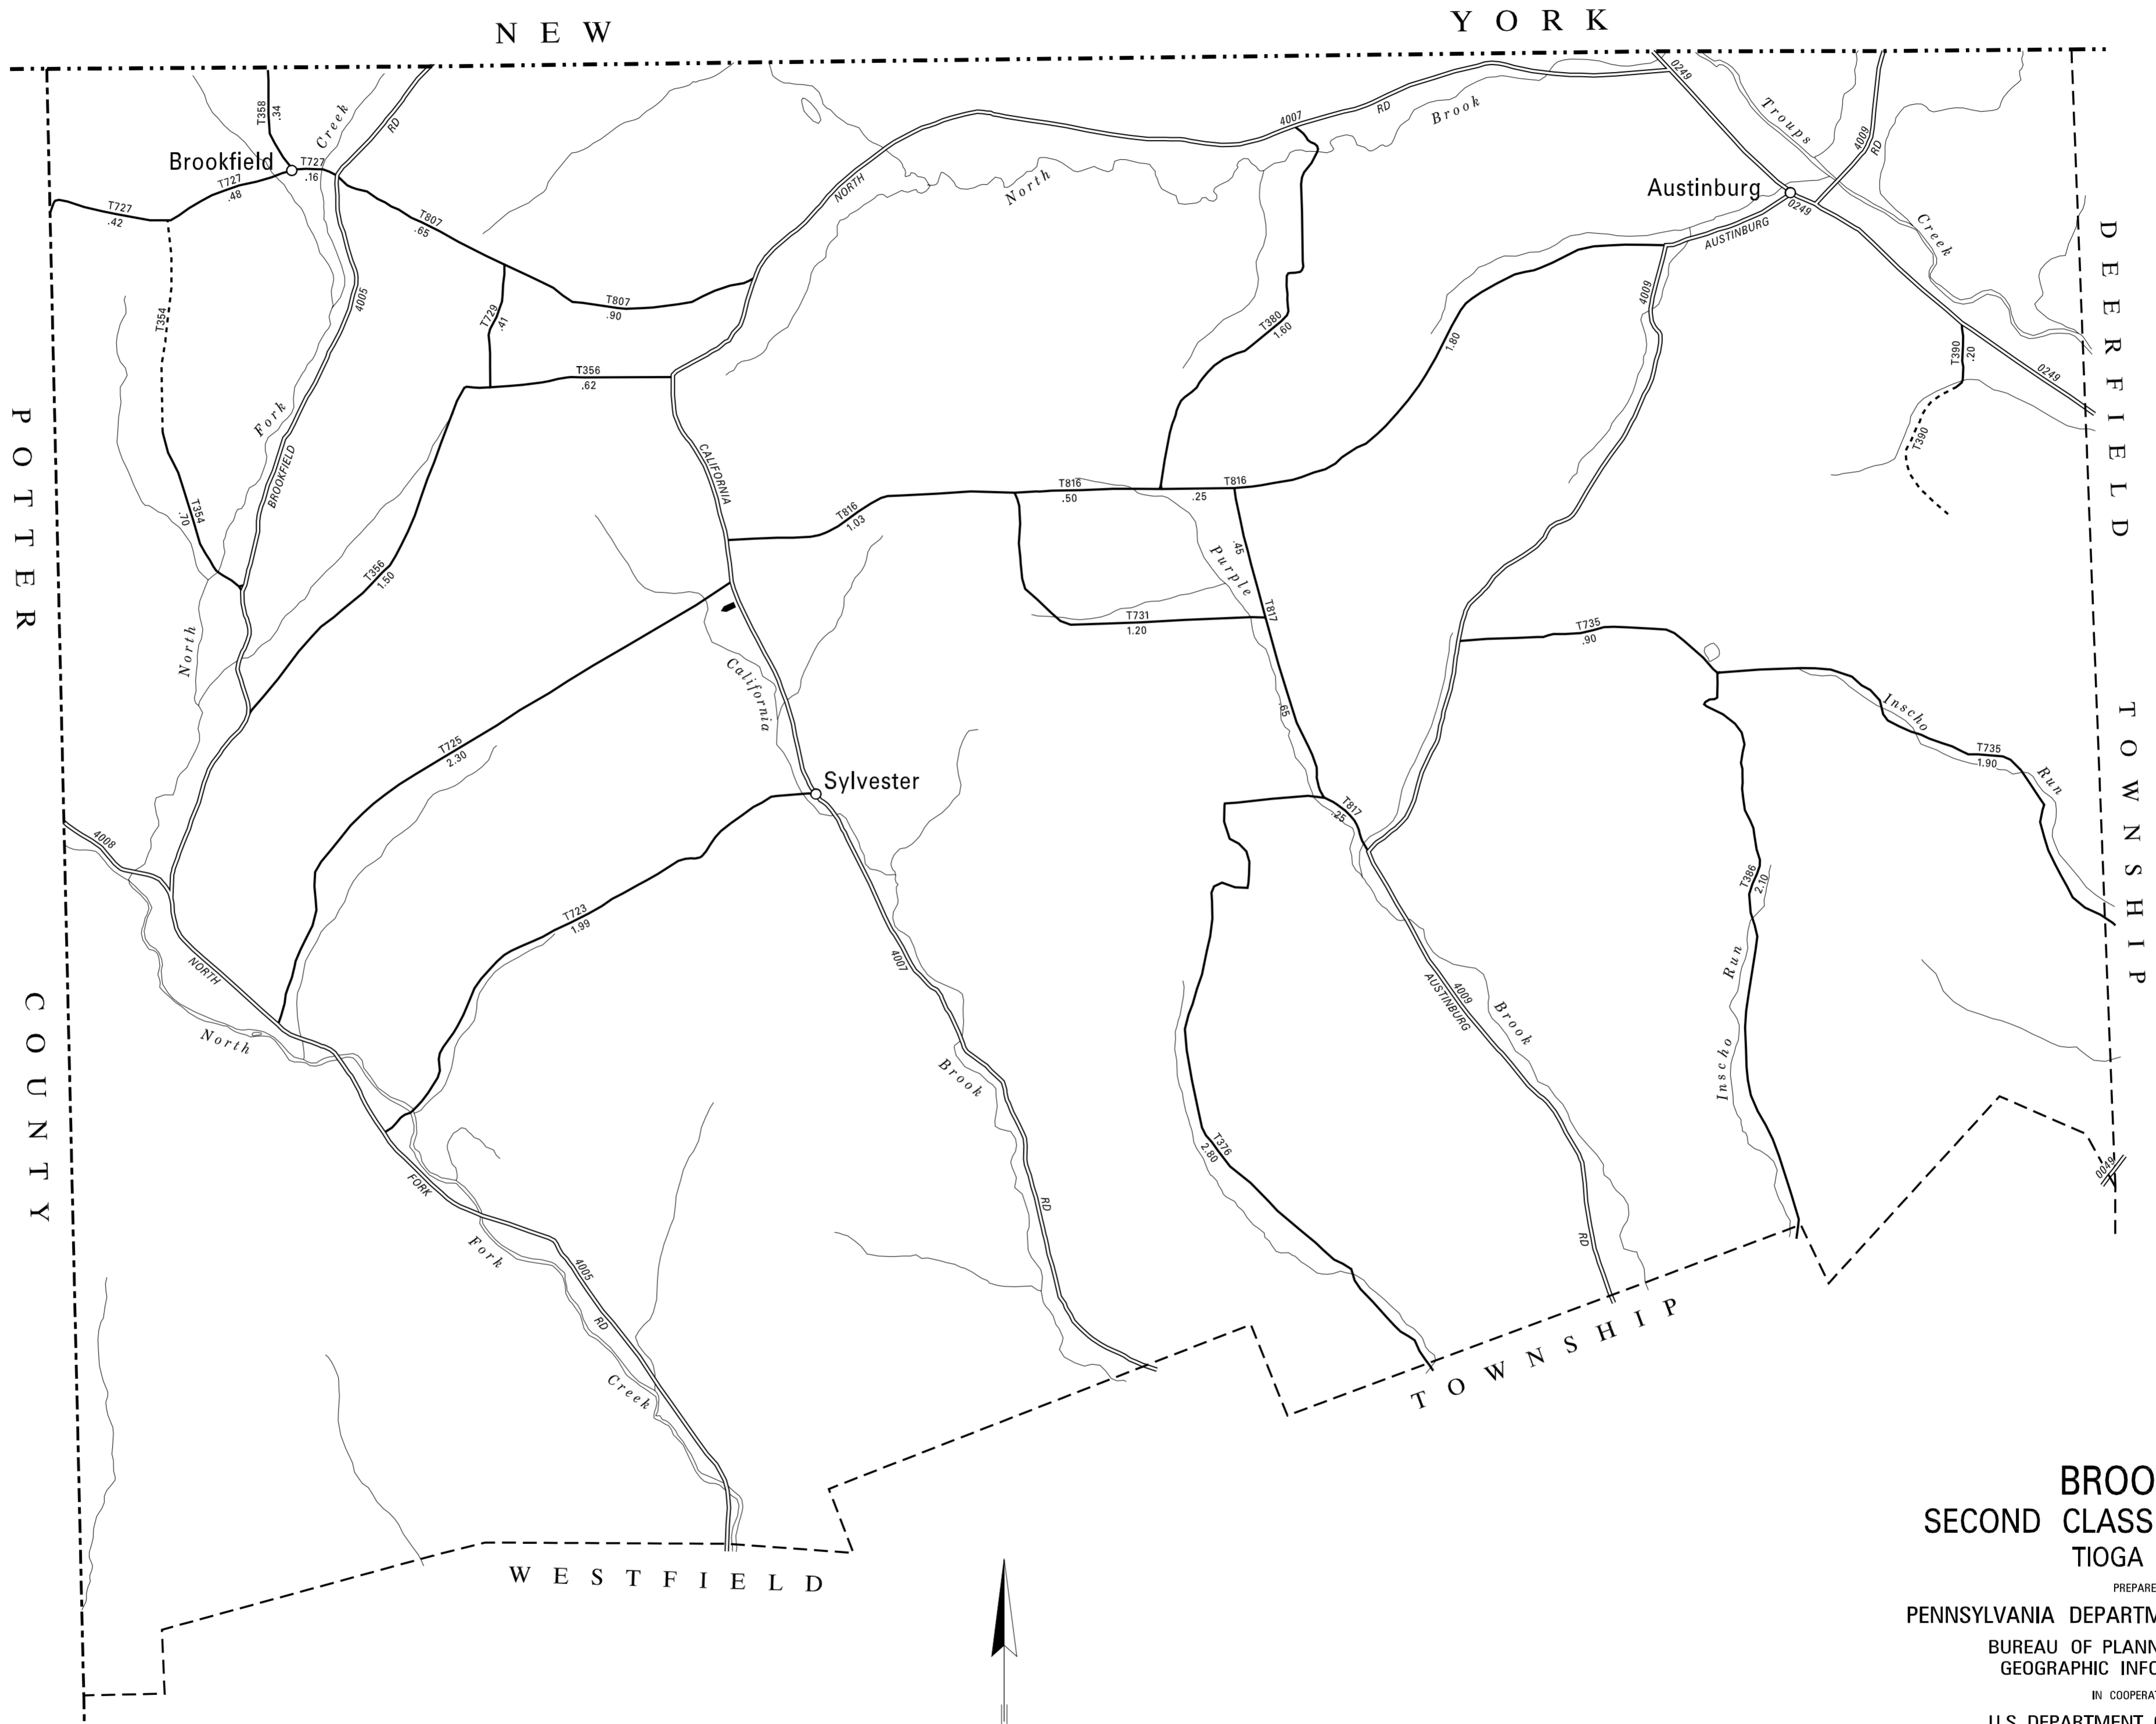 NEW YORK
0249
T358
.34
Creek
RD
4007
RD
Brook
Troups
4009
RD
Brookfield
T727
.16
T727
.48
T727
.42
T807
.65
NORTH
North
Austinburg
0249
AUSTINBURG
Creek
T354
4005
T729
.41
T807
.90
T380
1.60
1.80
4009
T390
.20
0249
T356
.62
Fork
BROOKFIELD
CALIFORNIA
T390
DEERFIELD
POTTER
T354
.70
T816
1.03
T816
.50
.25
T816
.45
Purple
T356
1.50
T731
1.20
T817
T735
.90
North
California
.65
Inscho
T725
2.30
T735
1.90
Run
TOWNSHIP
Sylvester
T817
.25
4008
T386
2.10
T723
1.99
NORTH
4007
4009
AUSTINBURG
Brook
Run
Inscho
North
COUNTY
Brook
T376
2.80
0049
FORK
RD
Fork
RD
4005
RD
Creek
TOWNSHIP
WESTFIELD
BROO
SECOND CLASS
TIOGA
PREPARE
PENNSYLVANIA DEPARTM
BUREAU OF PLANN
GEOGRAPHIC INFO
IN COOPERAT
U.S. DEPARTMENT